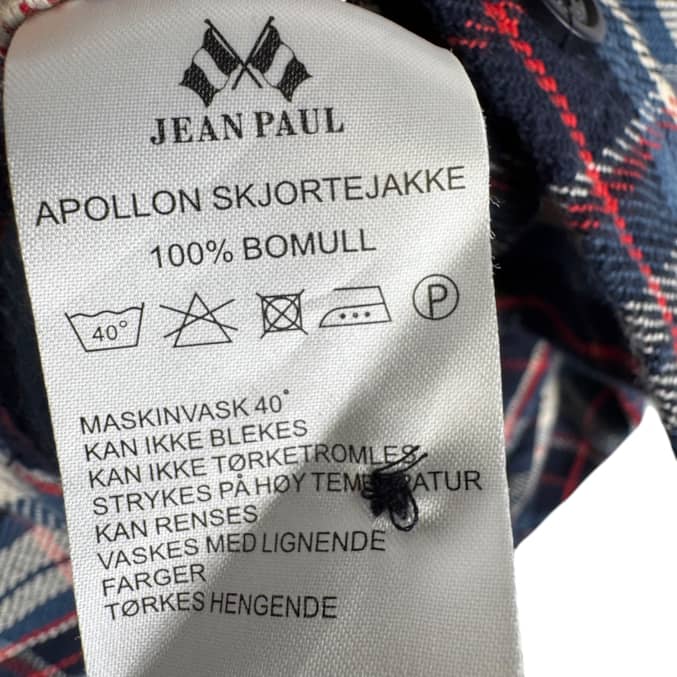 JEAN PAUL
APOLLON SKJORTEJAKKE
100% BOMULL
40° P
MASKINVASK 40°
KAN IKKE BLEKES
KAN IKKE TØRKETROMLES
STRYKES PÅ HØY TEMPERATUR
KAN RENSES
VASKES MED LIGNENDE
FARGER
TØRKES HENGENDE